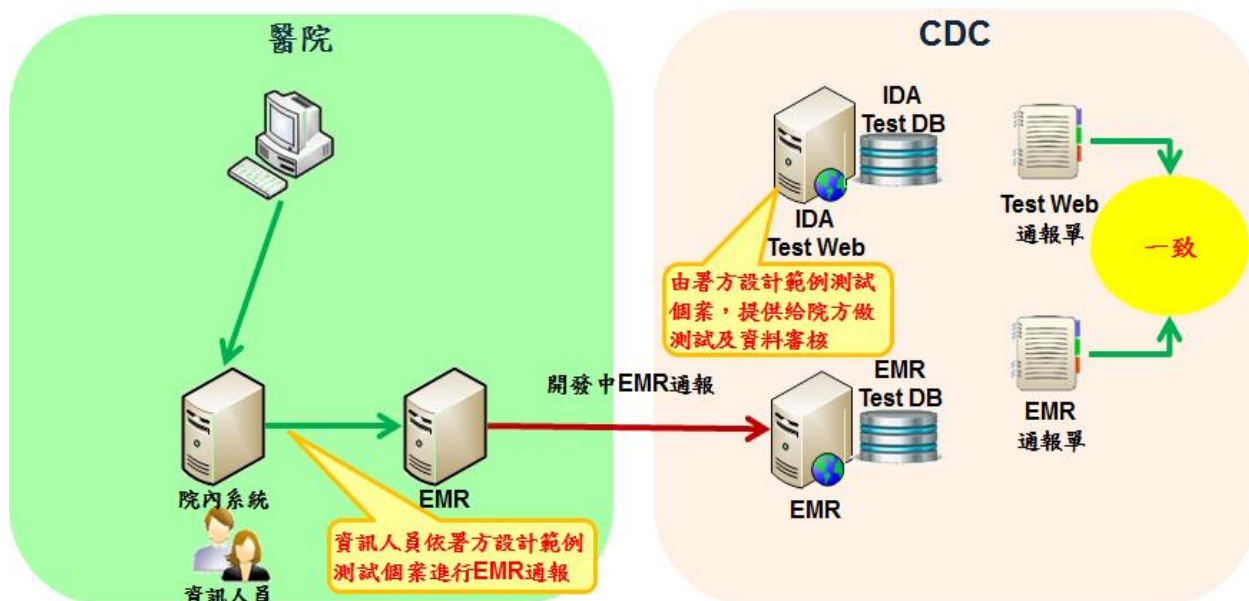 醫院
CDC
IDA
Test DB
IDA
Test Web
Test Web
通報單
一致
由署方設計範例測試
個案，提供給院方做
測試及資料審核
開發中EMR通報
EMR
Test DB
EMR
通報單
院內系統
EMR
EMR
資訊人員依署方設計範例
測試個案進行EMR通報
資訊人員